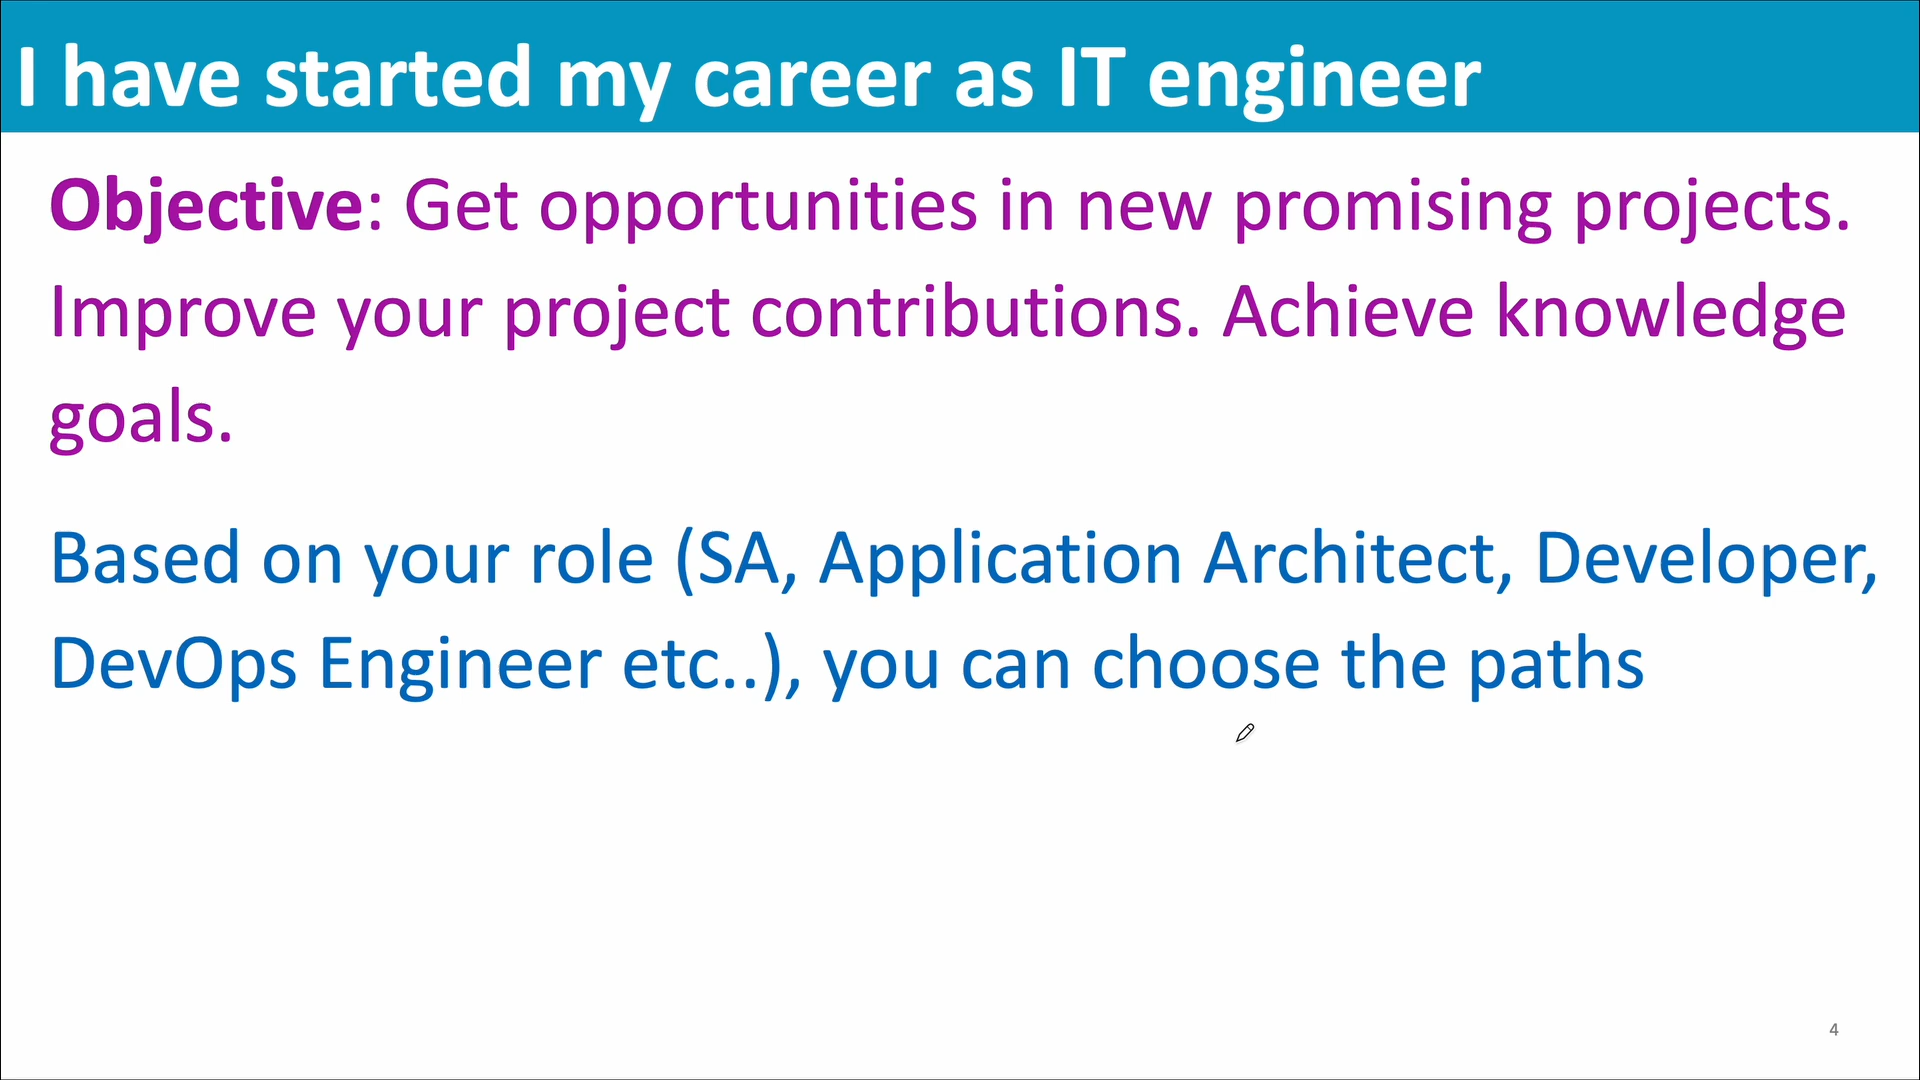 I have started my career as IT engineer
Objective: Get opportunities in new promising projects.
Improve your project contributions. Achieve knowledge
goals.
Based on your role (SA, Application Architect, Developer,
DevOps Engineer etc..), you can choose the paths
4